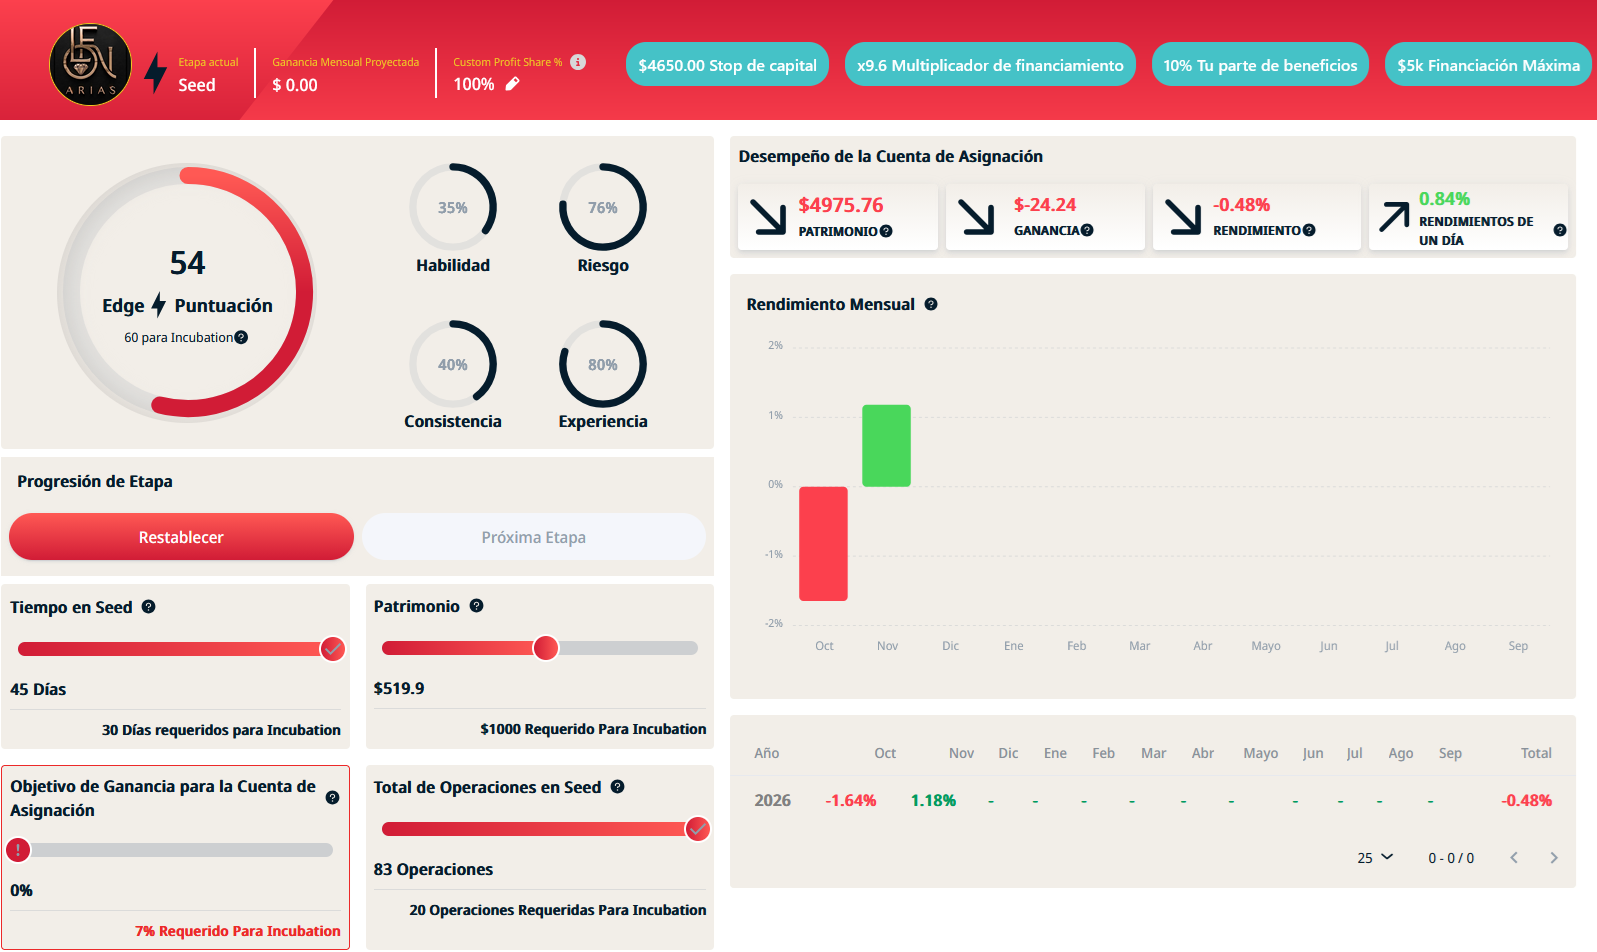 LEON
ARIAS
Etapa actual
Seed
Ganancia Mensual Proyectada
$ 0.00
Custom Profit Share %
100%
$4650.00 Stop de capital
x9.6 Multiplicador de financiamiento
10% Tu parte de beneficios
$5k Financiación Máxima
54
Edge Puntuación
60 para Incubation
35%
Habilidad
76%
Riesgo
40%
Consistencia
80%
Experiencia
Progresión de Etapa
Restablecer
Próxima Etapa
Tiempo en Seed
45 Días
30 Días requeridos para Incubation
Patrimonio
$519.9
$1000 Requerido Para Incubation
Objetivo de Ganancia para la Cuenta de
Asignación
0%
7% Requerido Para Incubation
Total de Operaciones en Seed
83 Operaciones
20 Operaciones Requeridas Para Incubation
Desempeño de la Cuenta de Asignación
$4975.76
PATRIMONIO
$-24.24
GANANCIA
-0.48%
RENDIMIENTO
0.84%
RENDIMIENTOS DE
UN DÍA
Rendimiento Mensual
2%
1%
0%
-1%
-2%
Oct Nov Dic Ene Feb Mar Abr Mayo Jun Jul Ago Sep
Año Oct Nov Dic Ene Feb Mar Abr Mayo Jun Jul Ago Sep Total
2026 -1.64% 1.18% - - - - - - - - - - -0.48%
25 0 - 0 / 0